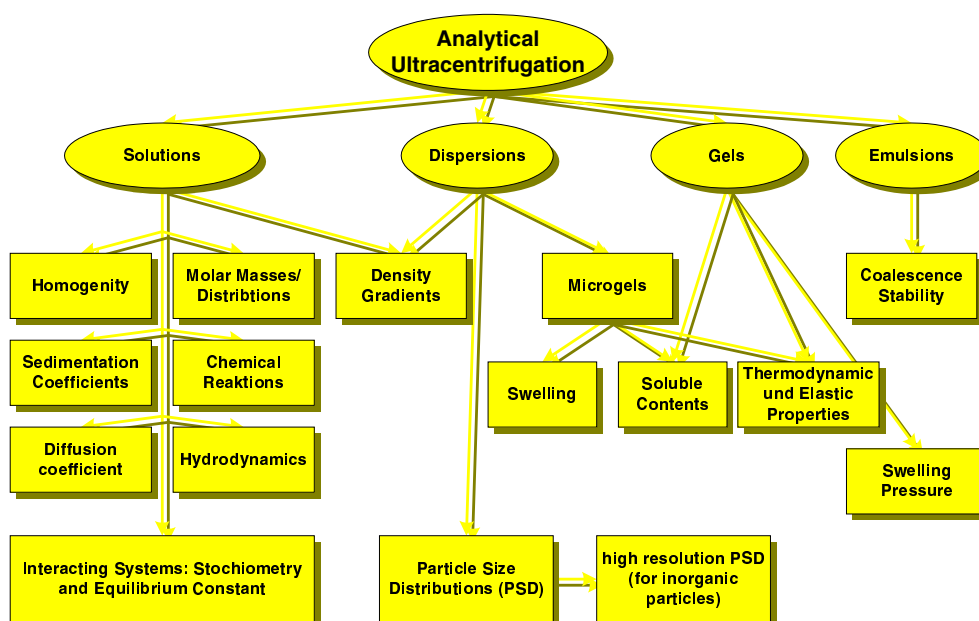 Analytical
Ultracentrifugation
Solutions
Dispersions
Gels
Emulsions
Homogenity
Molar Masses/
Distribtions
Density
Gradients
Microgels
Coalescence
Stability
Sedimentation
Coefficients
Chemical
Reaktions
Swelling
Soluble
Contents
Thermodynamic
und Elastic
Properties
Diffusion
coefficient
Hydrodynamics
Swelling
Pressure
Interacting Systems: Stochiometry
and Equilibrium Constant
Particle Size
Distributions (PSD)
high resolution PSD
(for inorganic
particles)